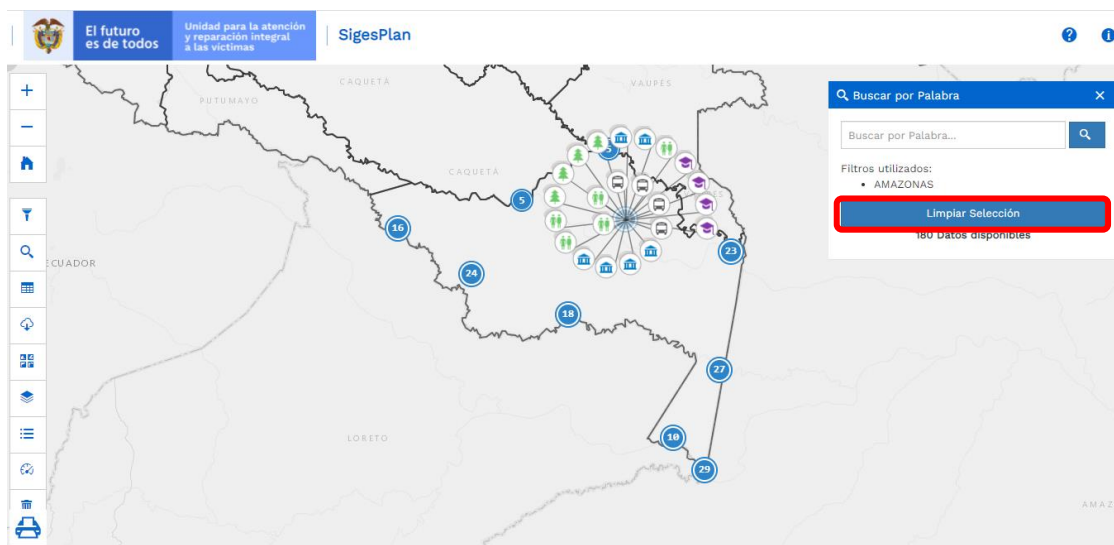 El futuro
es de todos
Unidad para la atención
y reparación integral
a las víctimas
SigesPlan
Buscar por Palabra
Buscar por Palabra...
Filtros utilizados:
AMAZONAS
Limpiar Selección
180 Datos disponibles
CAQUETÁ
VAUPÉS
PUTUMAYO
CAQUETÁ
5
5
16
23
ECUADOR
24
18
27
LORETO
10
29
AMAZ